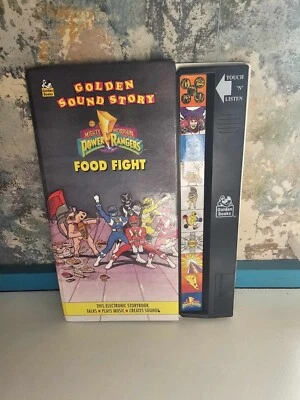 GOLDEN
SOUND STORY
MIGHTY MORPHIN
POWER RANGERS
FOOD FIGHT
THIS ELECTRONIC STORYBOOK
TALKS • PLAYS MUSIC • CREATES SOUNDS
TOUCH
'N'
LISTEN
Golden
Books